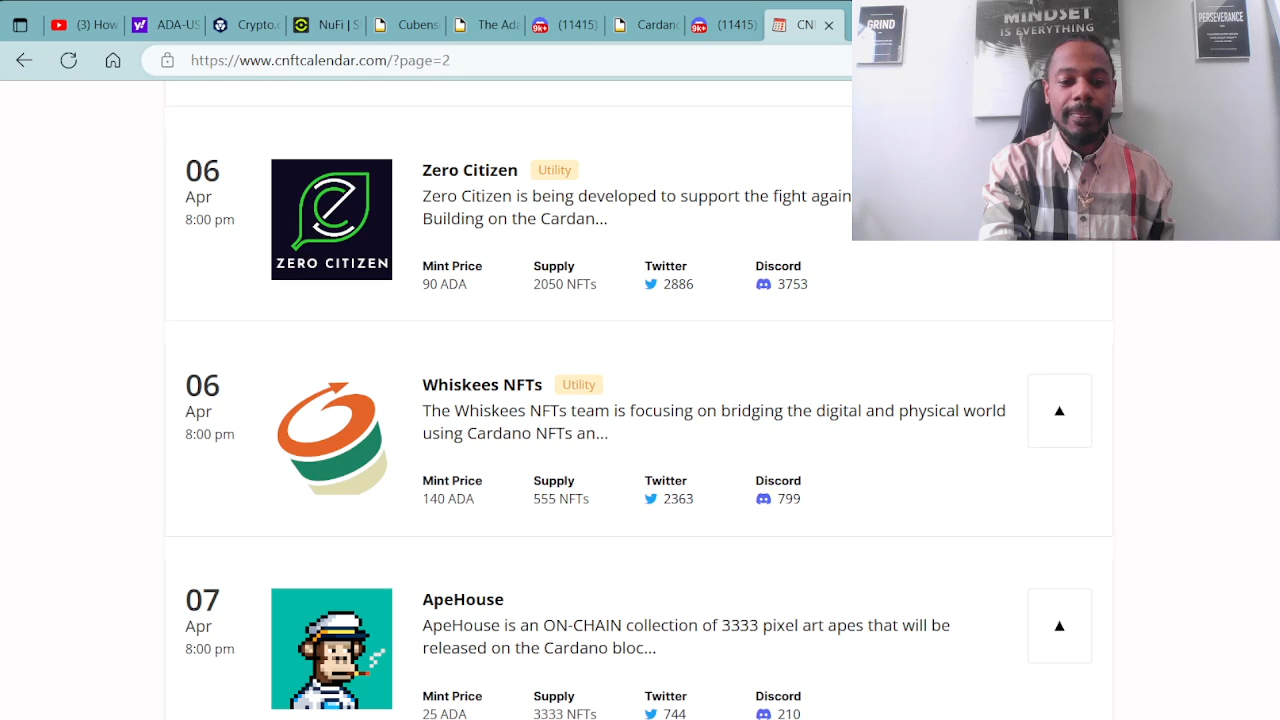 (3) How
ADA-US
Crypto.c
NuFi | S
Cubens
The Ada
(11415)
Cardano
(11415)
CNF
https://www.cnftcalendar.com/?page=2
GRIND
MINDSET
IS EVERYTHING
PERSEVERANCE
06
Apr
8:00 pm
ZERO CITIZEN
Zero Citizen Utility
Zero Citizen is being developed to support the fight again
Building on the Cardan...
Mint Price Supply Twitter Discord
90 ADA 2050 NFTs 2886 3753
06
Apr
8:00 pm
Whiskees NFTs Utility
The Whiskees NFTs team is focusing on bridging the digital and physical world
using Cardano NFTs an...
Mint Price Supply Twitter Discord
140 ADA 555 NFTs 2363 799
07
Apr
8:00 pm
ApeHouse
ApeHouse is an ON-CHAIN collection of 3333 pixel art apes that will be
released on the Cardano bloc...
Mint Price Supply Twitter Discord
25 ADA 3333 NFTs 744 210